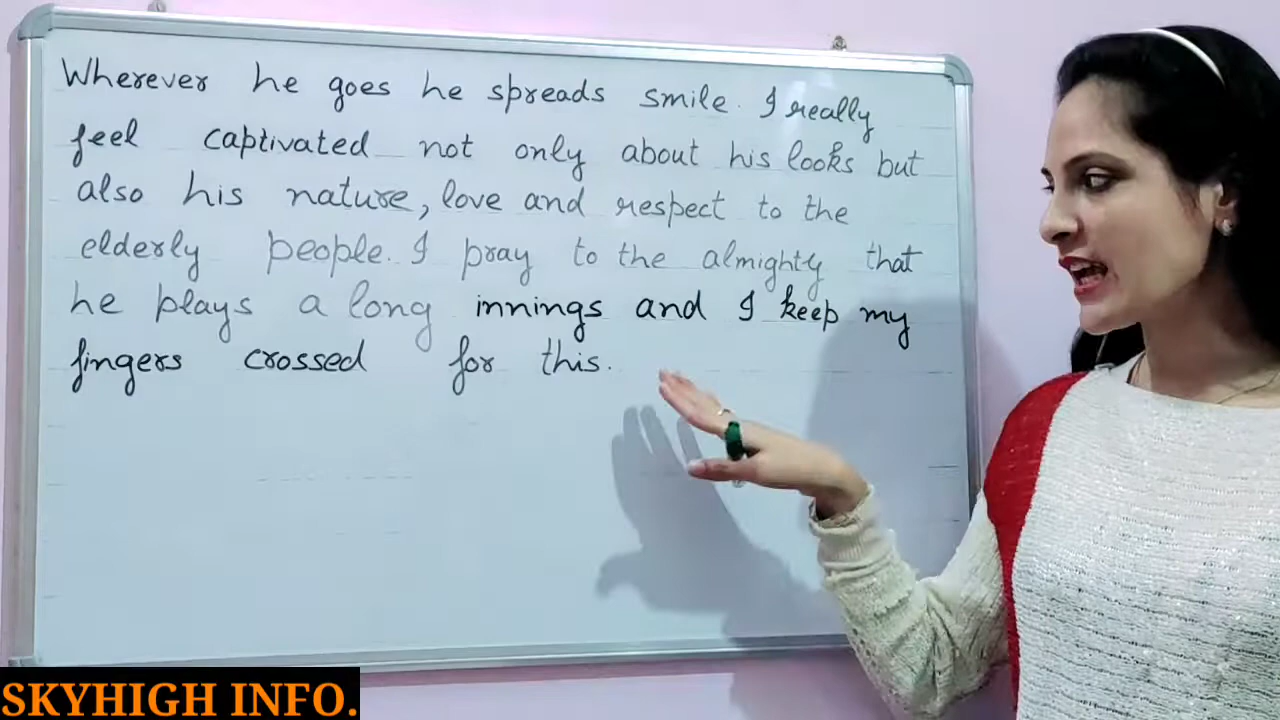 Wherever he goes he spreads smile. I really
feel captivated not only about his looks but
also his nature, love and respect to the
elderly people. I pray to the almighty that
he plays a long innings and I keep my
fingers crossed for this.
SKYHIGH INFO.